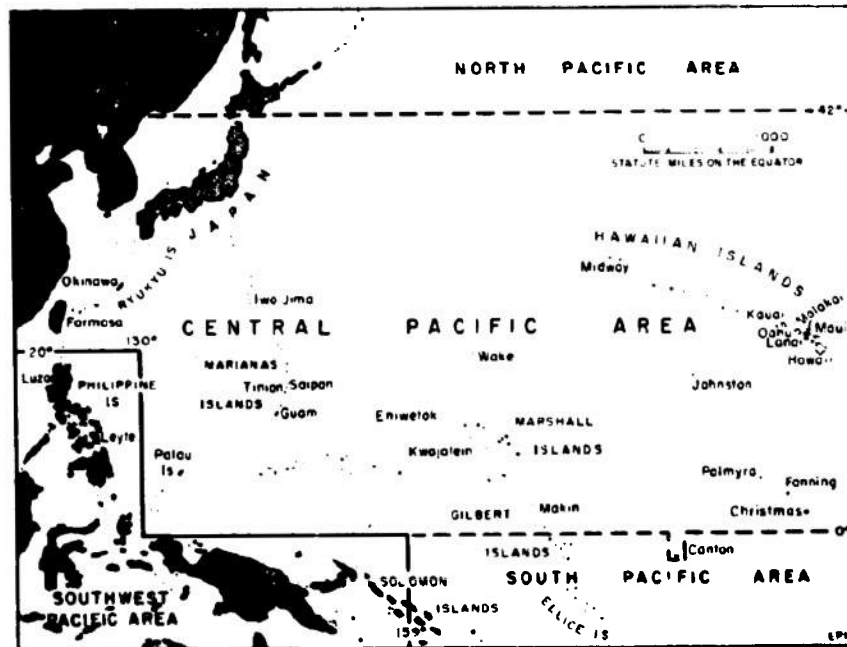 NORTH PACIFIC AREA
42°
STATUTE MILES ON THE EQUATOR
JAPAN
RYUKYU IS
HAWAIIAN ISLANDS
Midway
Okinawa
Iwo Jima
Formosa
Kauai
Molokai
Oahu
Maui
Lanai
Hawaii
CENTRAL PACIFIC AREA
20°
130°
Wake
MARIANAS
Luzon
PHILIPPINE
IS
Tinian
Saipan
Johnston
ISLANDS
Guam
Eniwetok
MARSHALL
Leyte
Kwajalein
ISLANDS
Palau
Is
Palmyra
Fanning
GILBERT
Makin
Christmas
0°
ISLANDS
Canton
SOLOMON
SOUTH PACIFIC AREA
SOUTHWEST
PACIFIC AREA
ISLANDS
ELLICE IS
159°